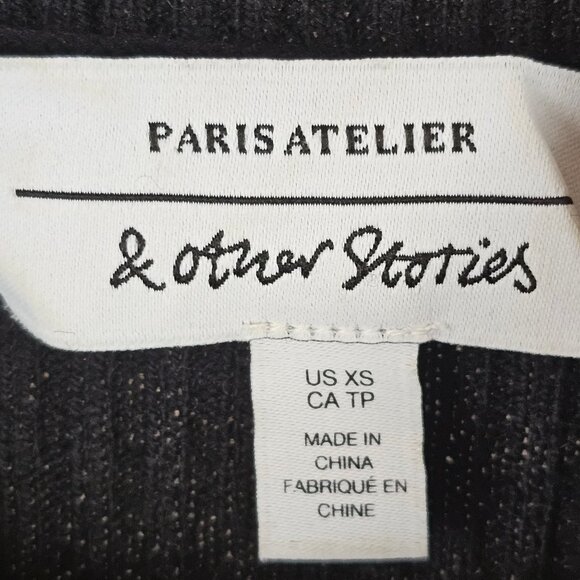 PARIS ATELIER
& other Stories
US XS
CA TP
MADE IN
CHINA
FABRIQUÉ EN
CHINE